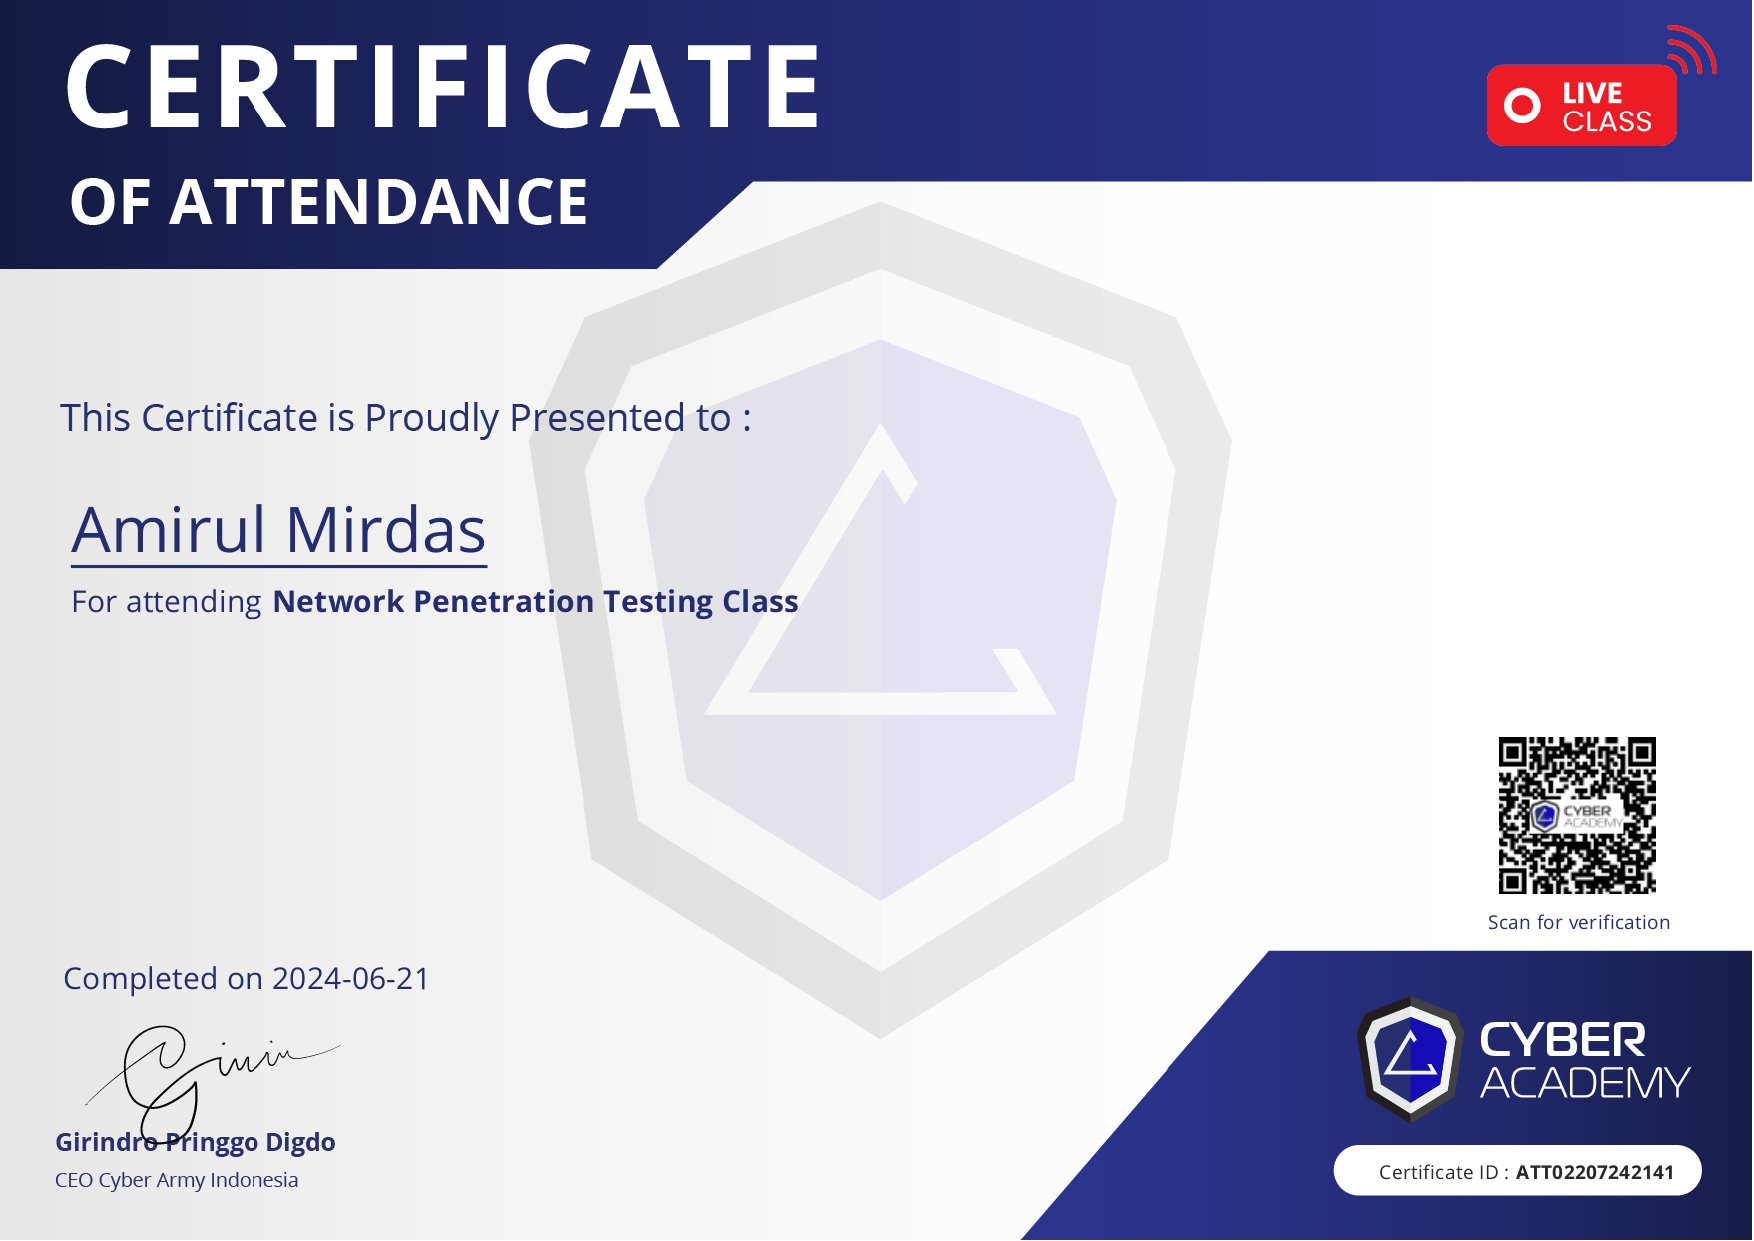 CERTIFICATE
OF ATTENDANCE
LIVE
CLASS
This Certificate is Proudly Presented to :
Amirul Mirdas
For attending Network Penetration Testing Class
CYBER
ACADEMY
Scan for verification
Completed on 2024-06-21
Girindro Pringgo Digdo
CEO Cyber Army Indonesia
CYBER
ACADEMY
Certificate ID : ATT02207242141